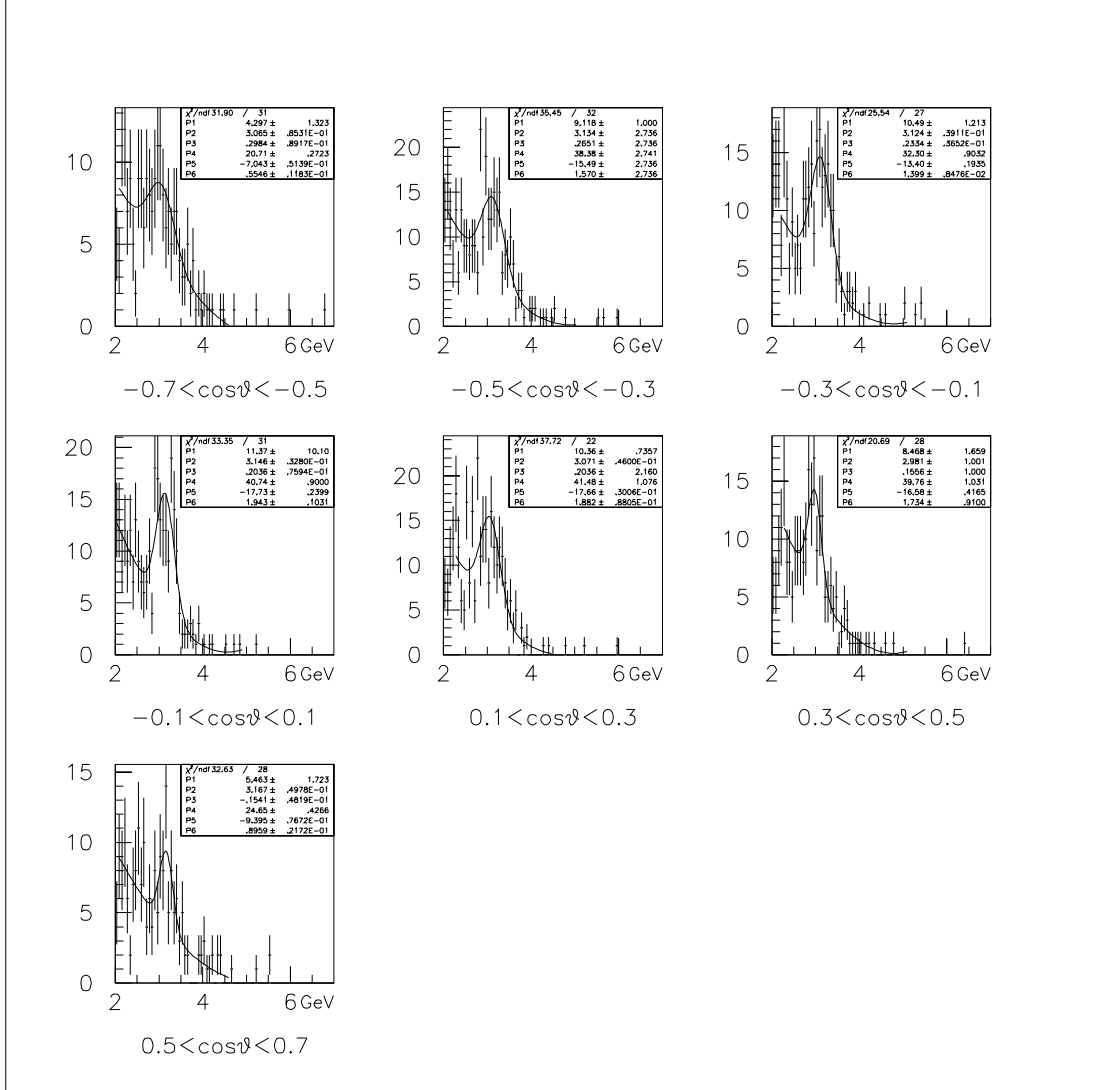 χ²/ndf 31.90 / 31
P1 4.297 ± 1.323
P2 3.065 ± .8531E-01
P3 .2984 ± .8917E-01
P4 20.71 ± .2723
P5 -7.043 ± .5139E-01
P6 .5546 ± .1183E-01
10
5
0
2 4 6 GeV
-0.7<cosϑ<-0.5
χ²/ndf 35.45 / 32
P1 9.118 ± 1.000
P2 3.134 ± 2.736
P3 .2651 ± 2.736
P4 38.38 ± 2.741
P5 -15.49 ± 2.736
P6 1.570 ± 2.736
20
15
10
5
0
2 4 6 GeV
-0.5<cosϑ<-0.3
χ²/ndf 25.54 / 27
P1 10.49 ± 1.213
P2 3.124 ± .3911E-01
P3 .2334 ± .3652E-01
P4 32.30 ± .9032
P5 -13.40 ± .1935
P6 1.399 ± .8476E-02
15
10
5
0
2 4 6 GeV
-0.3<cosϑ<-0.1
χ²/ndf 33.35 / 31
P1 11.37 ± 10.10
P2 3.146 ± .3280E-01
P3 .2036 ± .7594E-01
P4 40.74 ± .9000
P5 -17.73 ± .2399
P6 1.943 ± .1031
20
15
10
5
0
2 4 6 GeV
-0.1<cosϑ<0.1
χ²/ndf 37.72 / 22
P1 10.36 ± .7357
P2 3.071 ± .4600E-01
P3 .2036 ± 2.160
P4 41.48 ± 1.076
P5 -17.66 ± .3006E-01
P6 1.882 ± .8805E-01
20
15
10
5
0
2 4 6 GeV
0.1<cosϑ<0.3
χ²/ndf 20.69 / 28
P1 8.468 ± 1.659
P2 2.981 ± 1.001
P3 .1556 ± 1.000
P4 39.76 ± 1.031
P5 -16.58 ± .4165
P6 1.734 ± .9100
15
10
5
0
2 4 6 GeV
0.3<cosϑ<0.5
χ²/ndf 32.63 / 28
P1 5.463 ± 1.723
P2 3.167 ± .4978E-01
P3 -.1541 ± .4819E-01
P4 24.65 ± .4266
P5 -9.395 ± .7672E-01
P6 .8959 ± .2172E-01
15
10
5
0
2 4 6 GeV
0.5<cosϑ<0.7